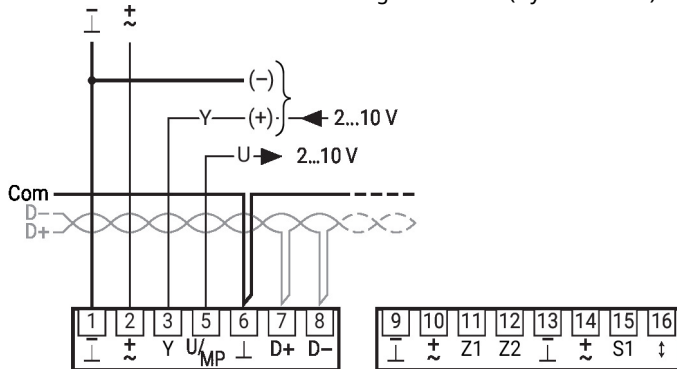 – +
⊥ ~
(–)
Y (+) 2...10 V
U 2...10 V
Com
D–
D+
1 2 3 5 6 7 8 9 10 11 12 13 14 15 16
– + Y U/MP ⊥ D+ D– – + Z1 Z2 – + S1 ↕
⊥ ~ ⊥ ~ ⊥ ~